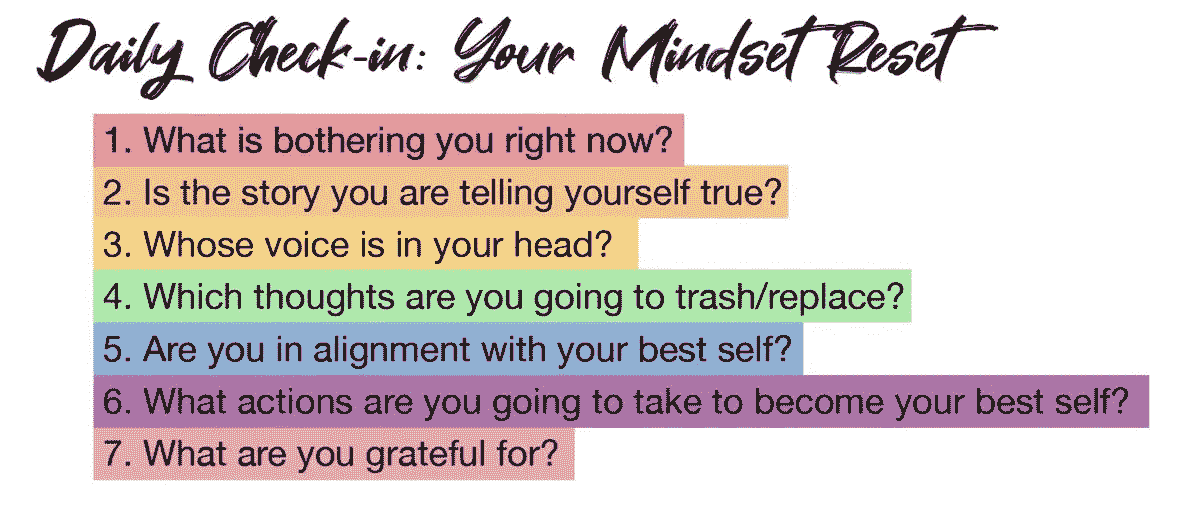 Daily Check-in: Your Mindset Reset
1. What is bothering you right now?
2. Is the story you are telling yourself true?
3. Whose voice is in your head?
4. Which thoughts are you going to trash/replace?
5. Are you in alignment with your best self?
6. What actions are you going to take to become your best self?
7. What are you grateful for?